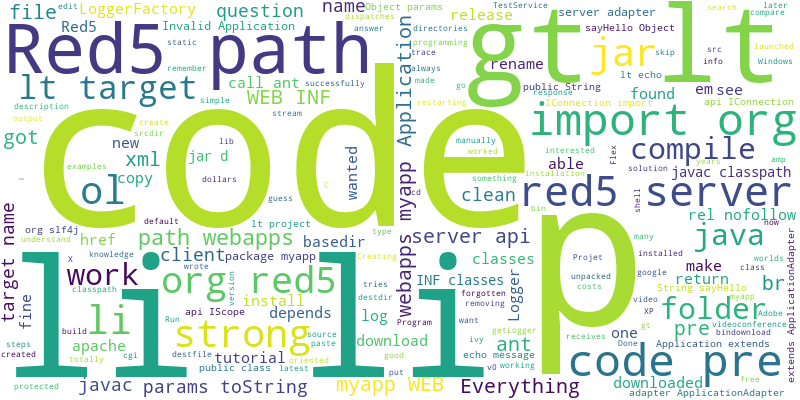 file edit LoggerFactory Invalid Application question name Object params dispatches answer directories programming trace always server adapter TestService search later compare
Red5 static remember release sayHello Object skip src info launched Windows
Red5 path gt lt jar
lt target call ant successfully WEB INF Application rename public String lt echo found em see api IConnection
description output simple response go restarting IConnection import
got new xml stream able import org
create srcdir lib jar d dollars manually worked interested compile years amp
code
copy examples guess C wanted myapp something clean javac classpath Flex solution installation
ol cd red5 server
org slf4j default bin rel nofollow
understand href path webapps basedir server api shell many java now
X knowledge type client package myapp webapps classes Projet installed
target name wrote Creating INF classes make google worlds class
lili p
work org red5 version api IScope tries Logger unpacked costs return br
classpath install destdir forgotten removing String sayHello myapp
fine li strong depends Program getLogger XP folder
build Run source paths log want ivy one video Adobe
steps created apache tutorial download ant pre videoconference bindownload
cgi totally oriented good echo message Done gt Application extends extends ApplicationAdapter
javac destfile public class latest put v0 working code pre
protected params toString myapp WEB Everything downloaded free adapter ApplicationAdapter